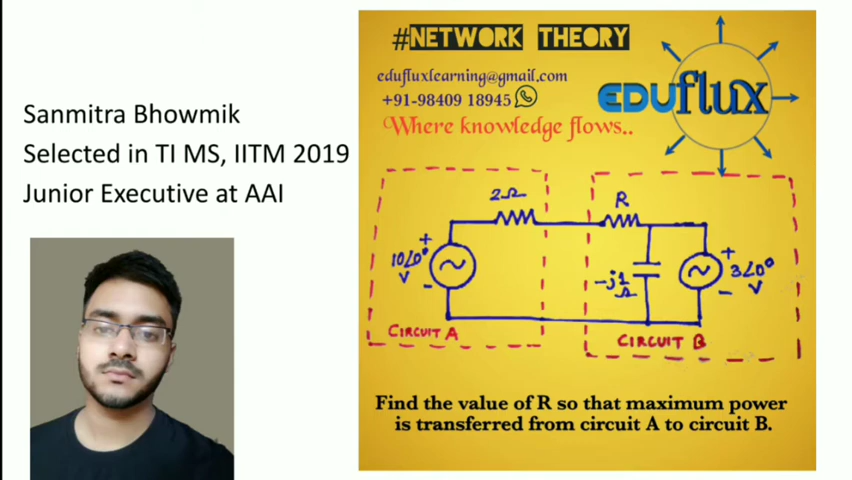 Sanmitra Bhowmik
Selected in TI MS, IITM 2019
Junior Executive at AAI
#NETWORK THEORY
edufluxlearning@gmail.com
+91-98409 18945
EDUflux
Where knowledge flows..
2Ω
R
10∠0°
V
+
-
-j1
Ω
+
3∠0°
-
V
CIRCUIT A
CIRCUIT B
Find the value of R so that maximum power
is transferred from circuit A to circuit B.